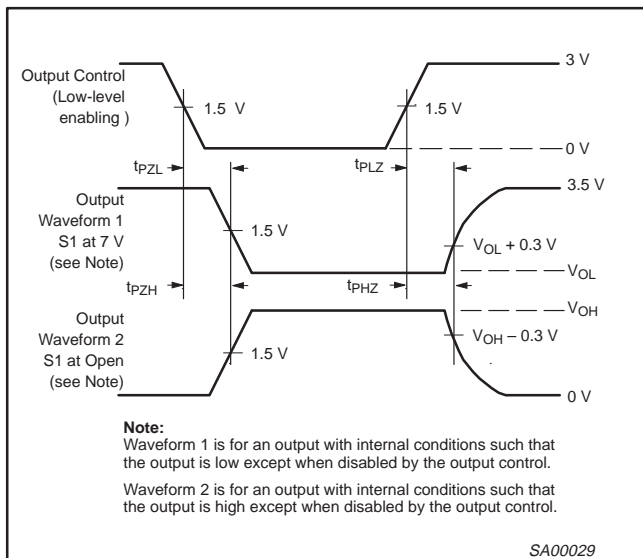 Output Control
(Low-level
enabling )
1.5 V
1.5 V
3 V
0 V
tPZL
tPLZ
Output
Waveform 1
S1 at 7 V
(see Note)
1.5 V
3.5 V
VOL + 0.3 V
VOL
tPZH
tPHZ
Output
Waveform 2
S1 at Open
(see Note)
1.5 V
VOH
VOH – 0.3 V
0 V
Note:
Waveform 1 is for an output with internal conditions such that
the output is low except when disabled by the output control.
Waveform 2 is for an output with internal conditions such that
the output is high except when disabled by the output control.
SA00029